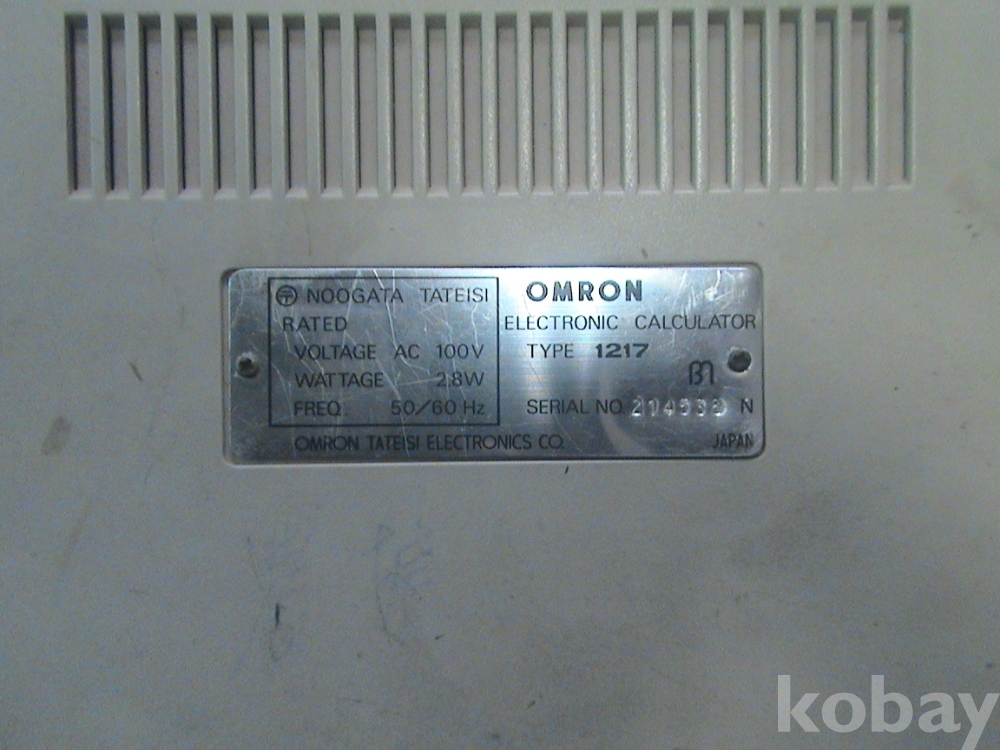 〒 NOOGATA TATEISI
RATED
VOLTAGE AC 100V
WATTAGE 2.8W
FREQ. 50/60 Hz
OMRON
ELECTRONIC CALCULATOR
TYPE 1217
SERIAL NO. N
OMRON TATEISI ELECTRONICS CO.
JAPAN
kobay